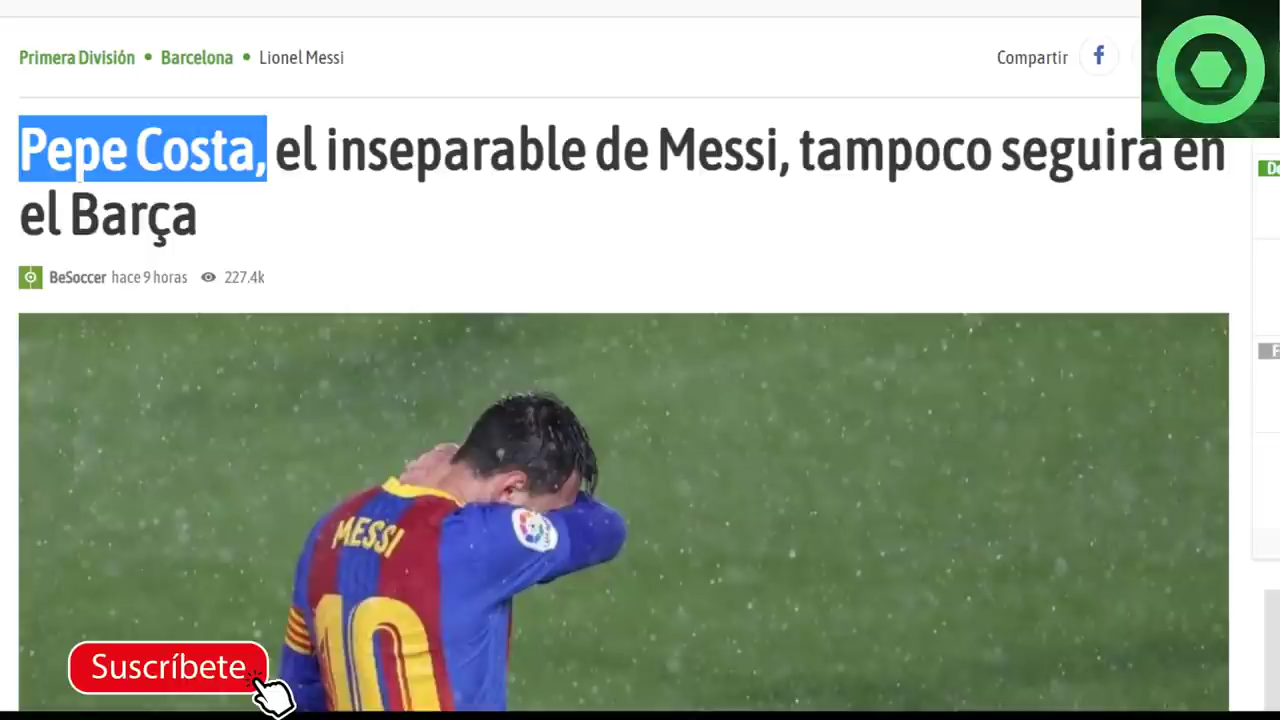 Primera División • Barcelona • Lionel Messi
Compartir f
Pepe Costa, el inseparable de Messi, tampoco seguirá en
el Barça
BeSoccer hace 9 horas 227.4k
MESSI
10
Suscríbete